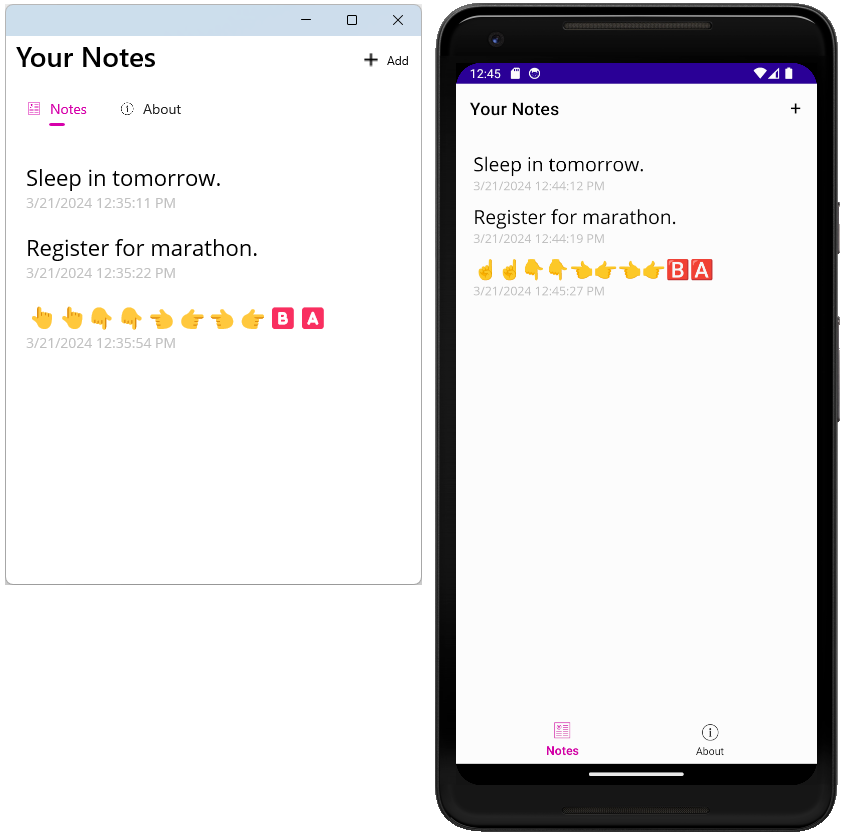 Your Notes
Add
Notes
About
Sleep in tomorrow.
3/21/2024 12:35:11 PM
Register for marathon.
3/21/2024 12:35:22 PM
👆👆👇👇👈👉👈👉🅱🅰
3/21/2024 12:35:54 PM
12:45
Your Notes
Sleep in tomorrow.
3/21/2024 12:44:12 PM
Register for marathon.
3/21/2024 12:44:19 PM
☝☝👇👇👈👉👈👉🅱🅰
3/21/2024 12:45:27 PM
Notes
About